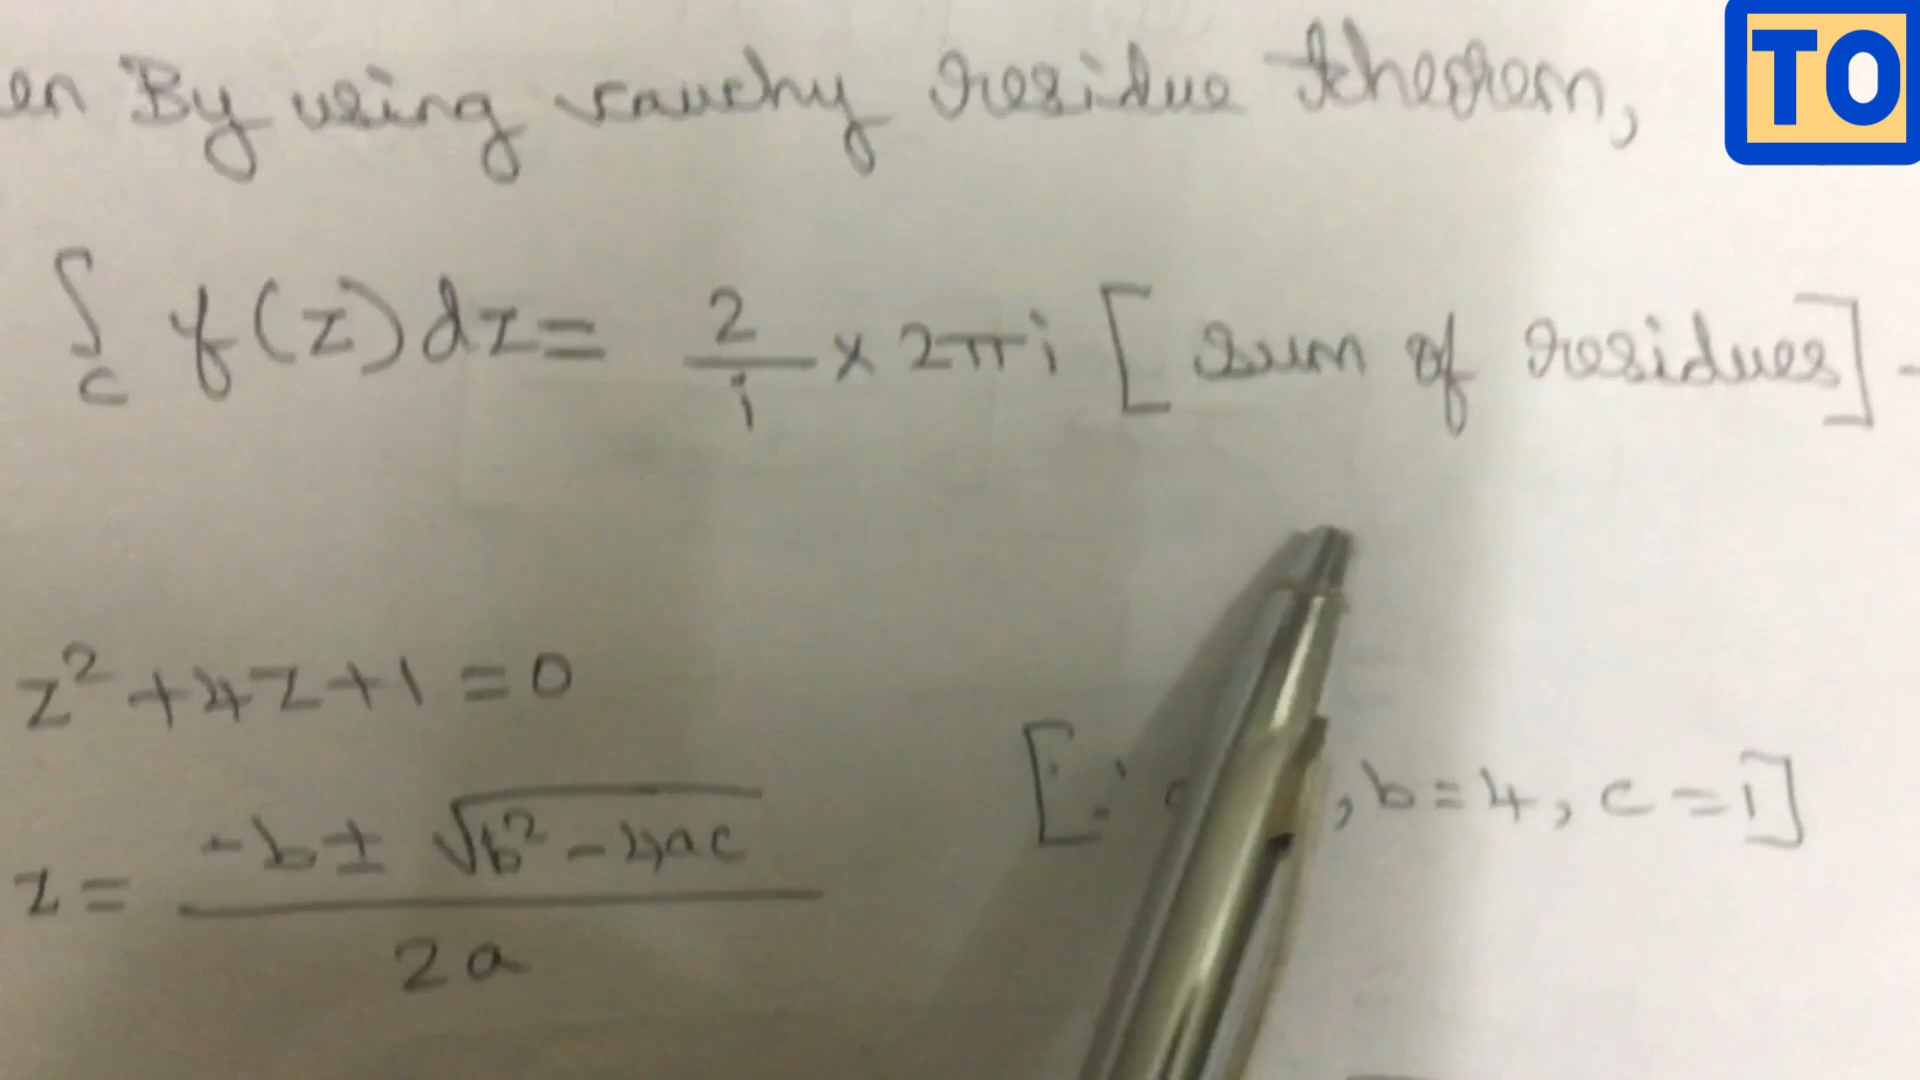 en By using cauchy residue theorem,
TO
∫c f(z)dz = 2/i × 2πi [sum of residues] -
z² + 4z + 1 = 0
z = (-b ± √(b² - 4ac)) / 2a
[∵ , b=4, c=1]